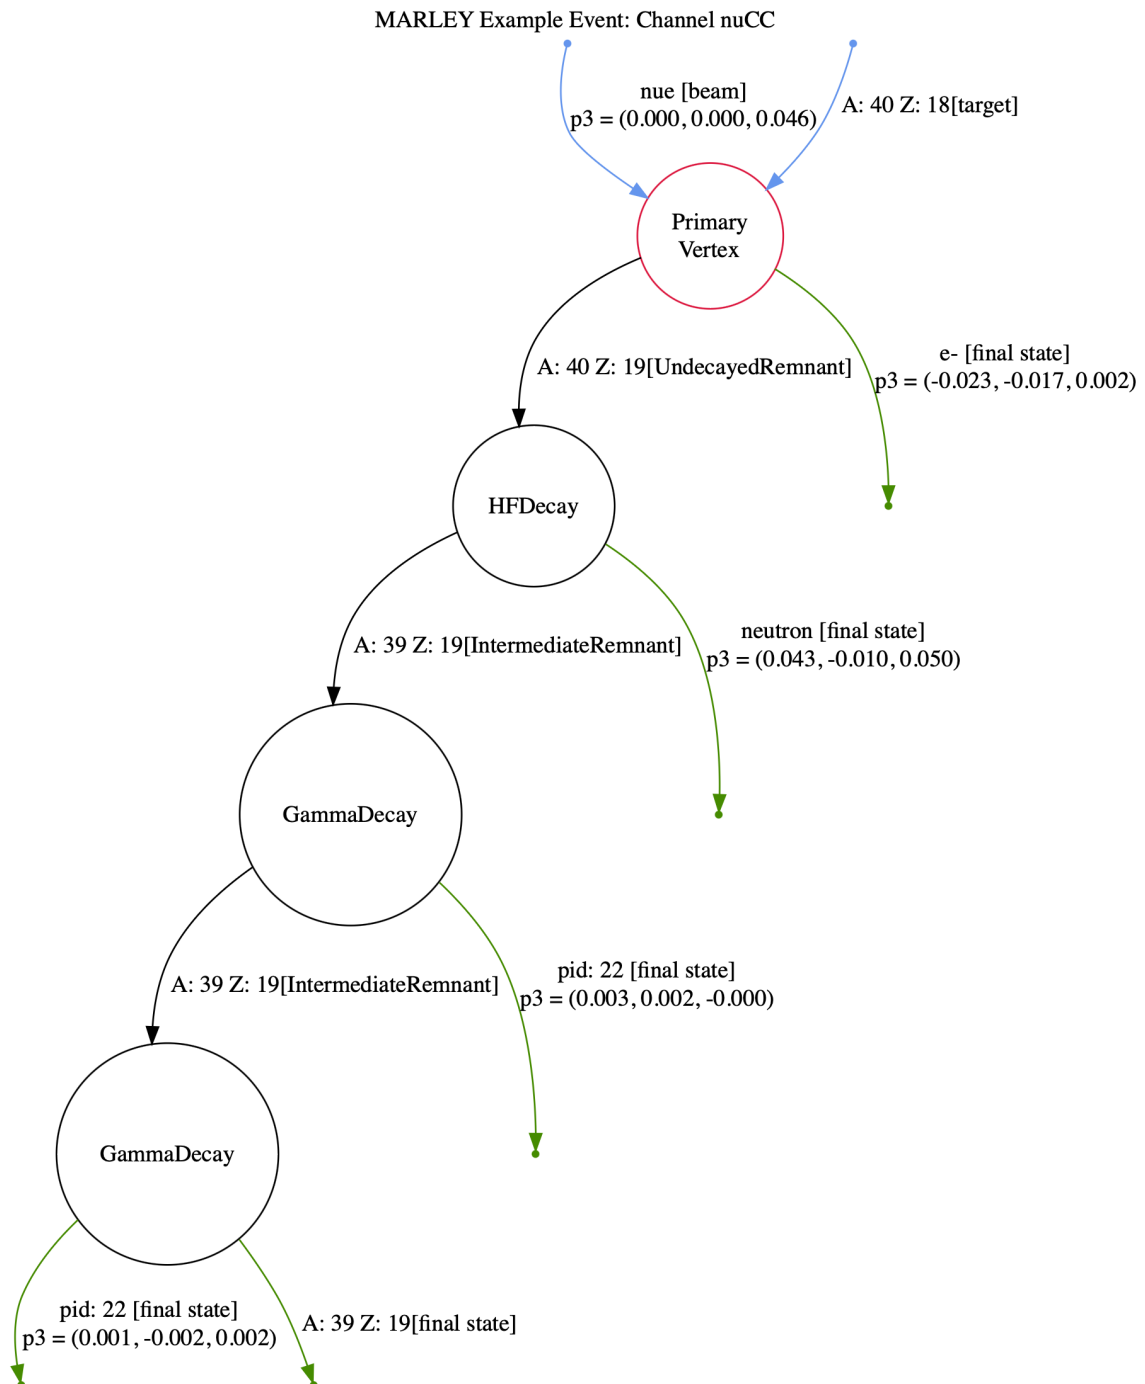 MARLEY Example Event: Channel nuCC
nue [beam]
p3 = (0.000, 0.000, 0.046)
A: 40 Z: 18[target]
Primary
Vertex
A: 40 Z: 19[UndecayedRemnant]
e- [final state]
p3 = (-0.023, -0.017, 0.002)
HFDecay
A: 39 Z: 19[IntermediateRemnant]
neutron [final state]
p3 = (0.043, -0.010, 0.050)
GammaDecay
A: 39 Z: 19[IntermediateRemnant]
pid: 22 [final state]
p3 = (0.003, 0.002, -0.000)
GammaDecay
pid: 22 [final state]
p3 = (0.001, -0.002, 0.002)
A: 39 Z: 19[final state]